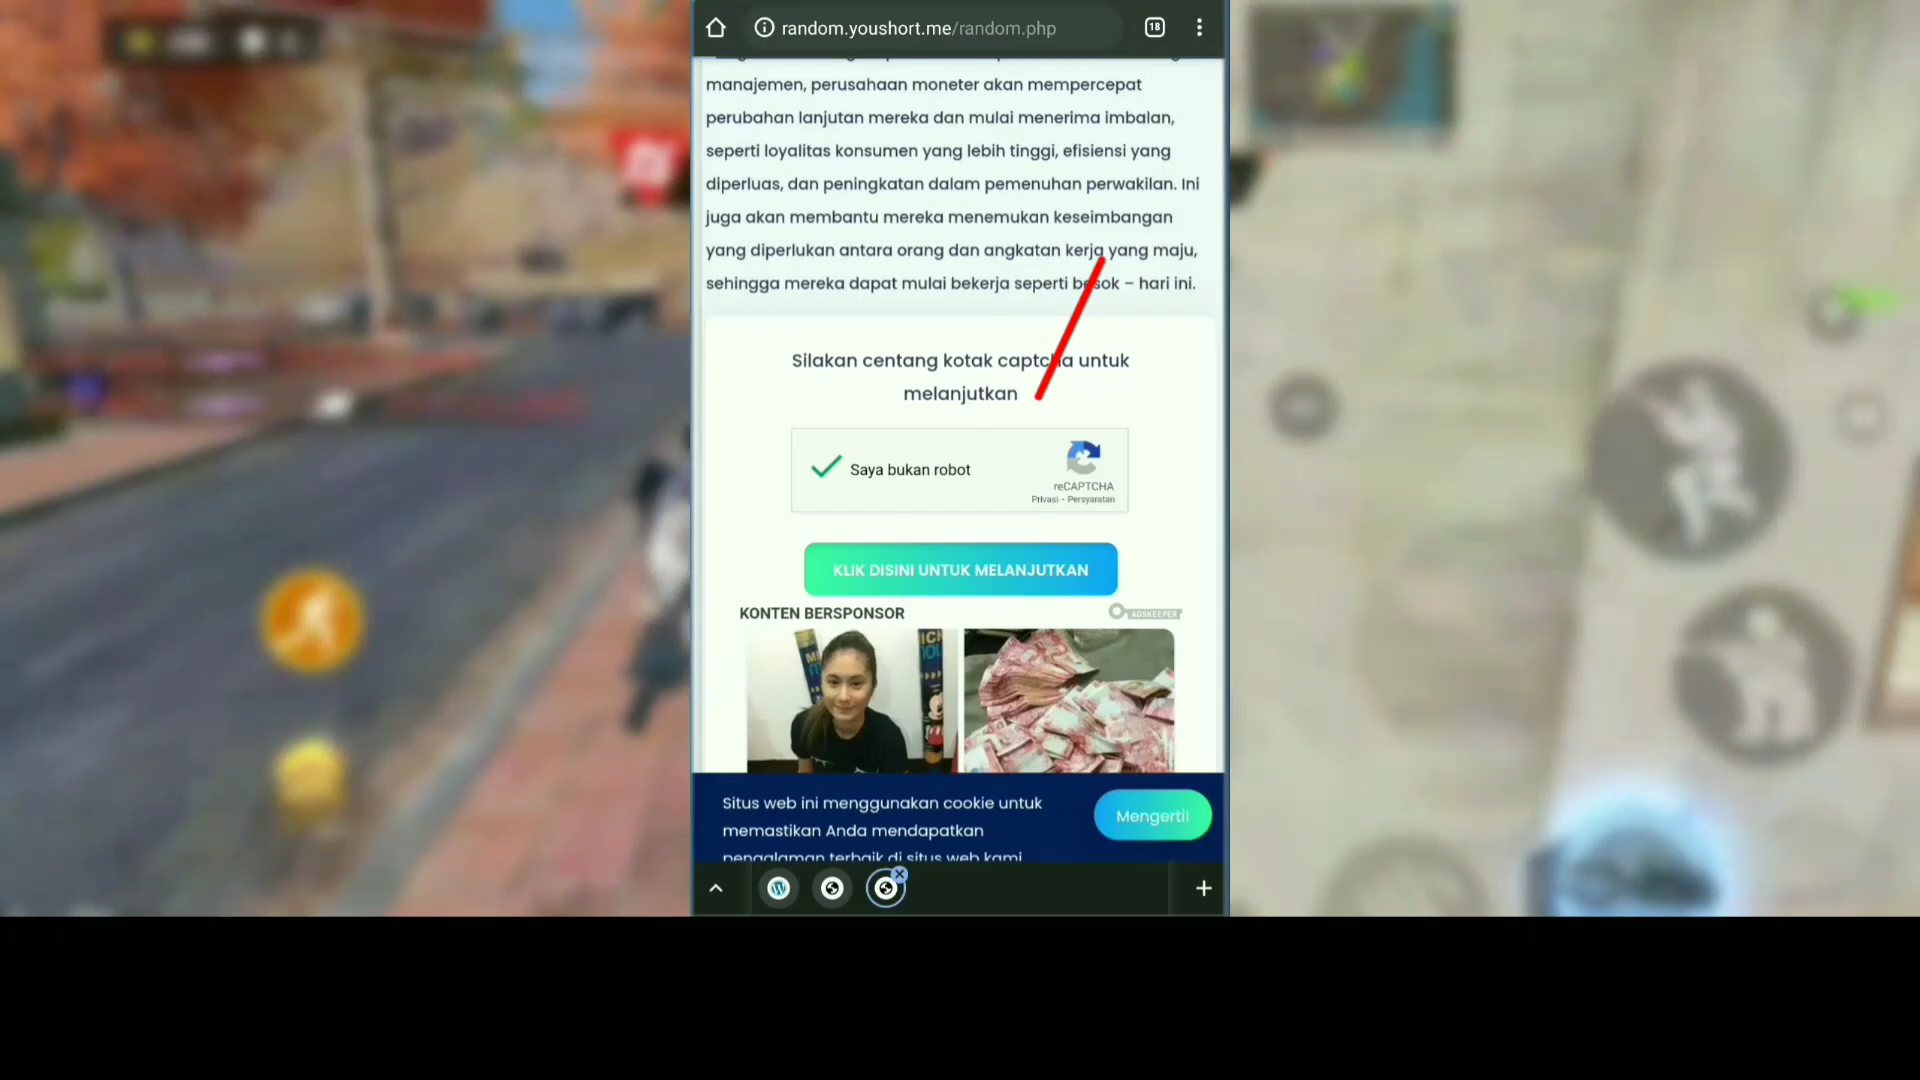 random.youshort.me/random.php
18
manajemen, perusahaan moneter akan mempercepat
perubahan lanjutan mereka dan mulai menerima imbalan,
seperti loyalitas konsumen yang lebih tinggi, efisiensi yang
diperluas, dan peningkatan dalam pemenuhan perwakilan. Ini
juga akan membantu mereka menemukan keseimbangan
yang diperlukan antara orang dan angkatan kerja yang maju,
sehingga mereka dapat mulai bekerja seperti besok – hari ini.
Silakan centang kotak captcha untuk
melanjutkan
Saya bukan robot
reCAPTCHA
Privasi - Persyaratan
KLIK DISINI UNTUK MELANJUTKAN
KONTEN BERSPONSOR
ADSKEEPER
Situs web ini menggunakan cookie untuk
memastikan Anda mendapatkan
pengalaman terbaik di situs web kami
Mengerti!